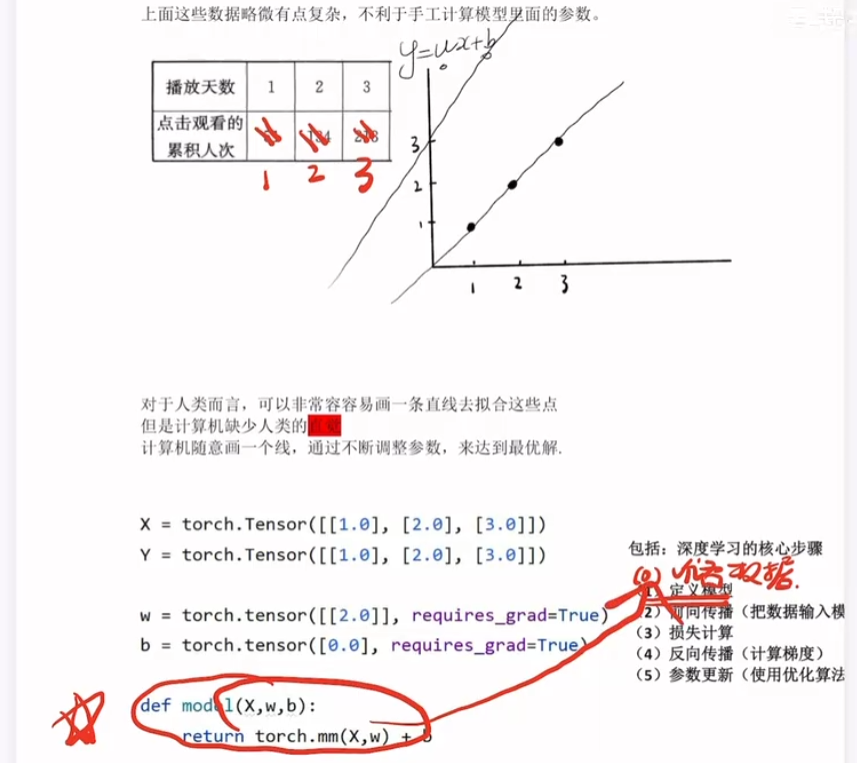 上面这些数据略微有点复杂，不利于手工计算模型里面的参数。
y=wx+b
播放天数 1 2 3
点击观看的
累积人次
1 2 3
3
2
1
1 2 3
对于人类而言，可以非常容容易画一条直线去拟合这些点
但是计算机缺少人类的直觉
计算机随意画一个线，通过不断调整参数，来达到最优解.
X = torch.Tensor([[1.0], [2.0], [3.0]])
Y = torch.Tensor([[1.0], [2.0], [3.0]])
包括：深度学习的核心步骤
(0) 准备数据.
(1) 定义模型
w = torch.tensor([[2.0]], requires_grad=True)
(2) 前向传播（把数据输入模
(3) 损失计算
b = torch.tensor([0.0], requires_grad=True)
(4) 反向传播（计算梯度）
(5) 参数更新（使用优化算法
def model(X,w,b):
return torch.mm(X,w) + b